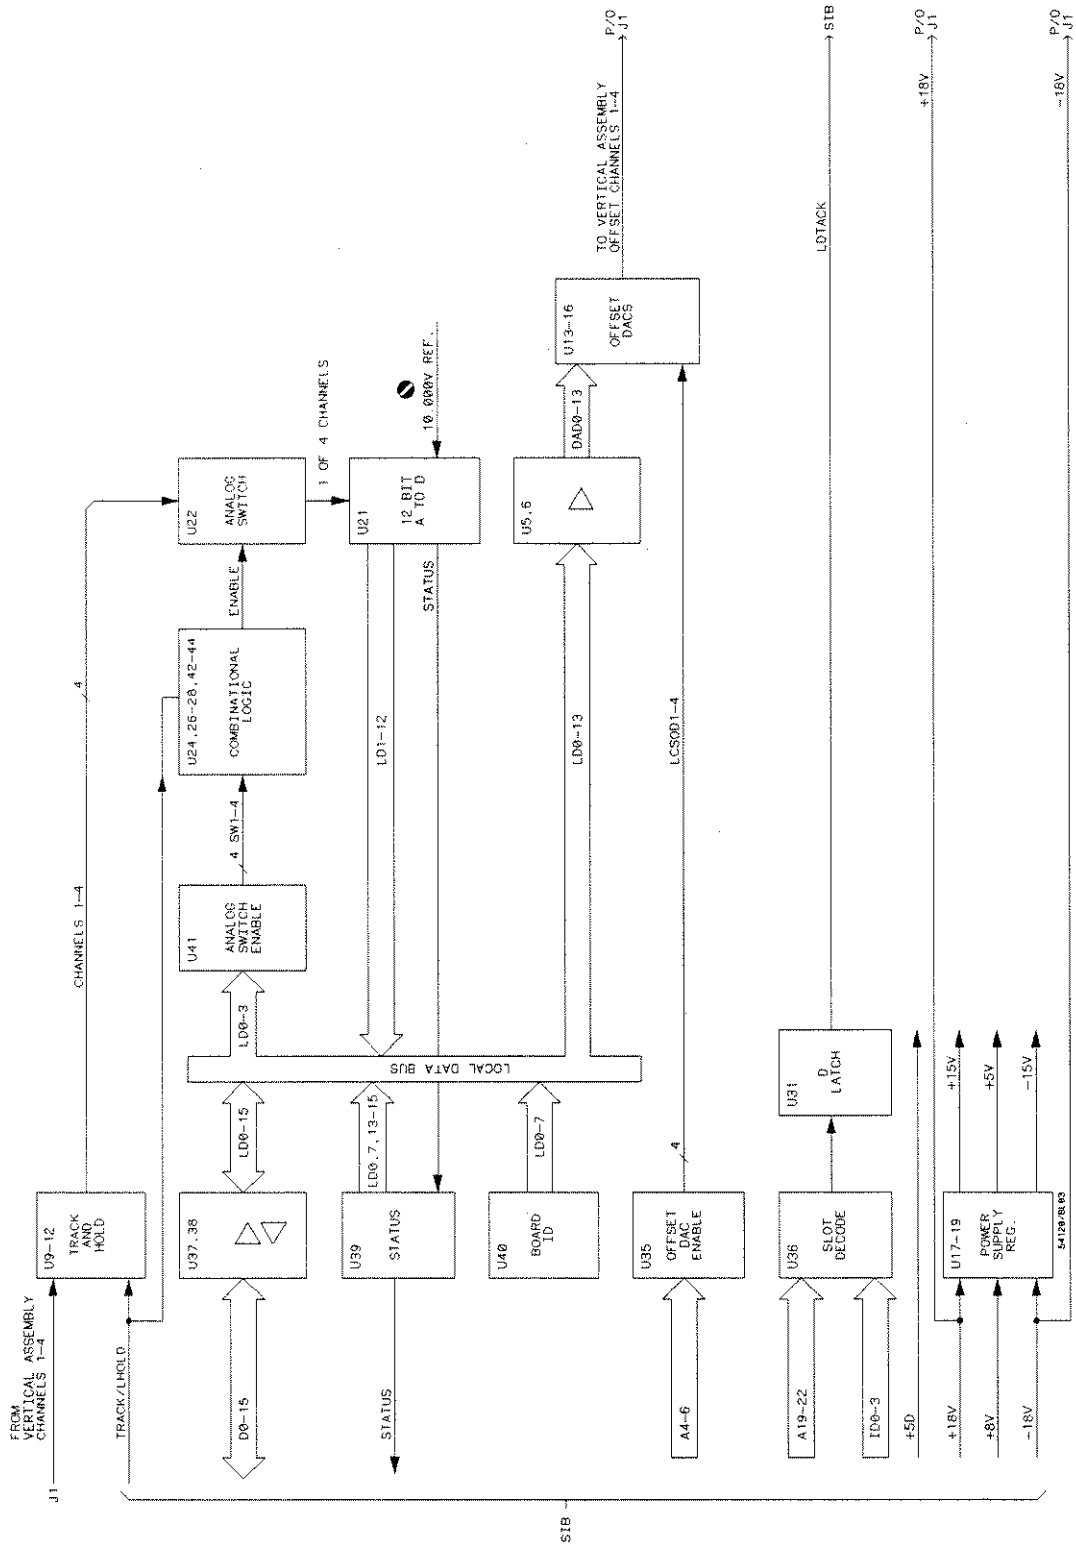 FROM
VERTICAL ASSEMBLY
CHANNELS 1-4
J1
U9-12
TRACK
AND
HOLD
CHANNELS 1-4
4
TRACK/LHOLD
D0-15
U37,38
LD0-15
LD0-3
U41
ANALOG
SWITCH
ENABLE
4 SW1-4
U24,26-28,42-44
COMBINATIONAL
LOGIC
ENABLE
U22
ANALOG
SWITCH
1 OF 4 CHANNELS
STATUS
U39
STATUS
LD0,7,13-15
LOCAL DATA BUS
LD1-12
STATUS
U21
12 BIT
A TO D
10.000V REF.
U40
BOARD
ID
LD0-7
LD0-13
U5,6
DAD0-13
U13-16
OFFSET
DACS
TO VERTICAL ASSEMBLY
OFFSET CHANNELS 1-4
P/O
J1
A4-6
U35
OFFSET
DAC
ENABLE
4
LCSOD1-4
SIB
A19-22
ID0-3
U36
SLOT
DECODE
U31
D
LATCH
LDTACK
SIB
+5D
+18V
+8V
-18V
U17-19
POWER
SUPPLY
REG.
+15V
+5V
-15V
+18V
P/O
J1
-18V
P/O
J1
54120/BL03